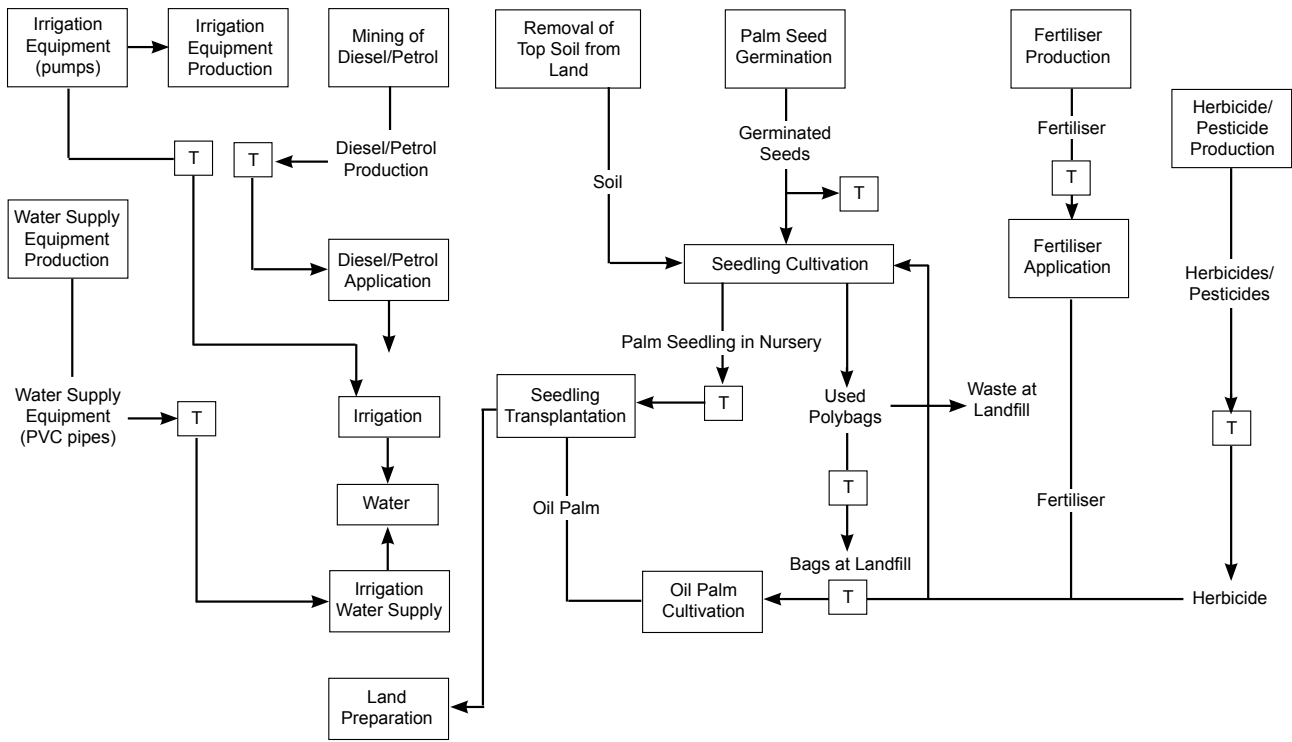 Irrigation
Equipment
(pumps)
Irrigation
Equipment
Production
Mining of
Diesel/Petrol
Removal of
Top Soil from
Land
Palm Seed
Germination
Fertiliser
Production
Herbicide/
Pesticide
Production
T
T
Diesel/Petrol
Production
Soil
Germinated
Seeds
T
Fertiliser
T
Water Supply
Equipment
Production
Diesel/Petrol
Application
Seedling Cultivation
Fertiliser
Application
Herbicides/
Pesticides
Palm Seedling in Nursery
Water Supply
Equipment
(PVC pipes)
T
Irrigation
Seedling
Transplantation
T
Used
Polybags
Waste at
Landfill
T
Water
Oil Palm
T
Fertiliser
Bags at Landfill
Irrigation
Water Supply
Oil Palm
Cultivation
T
Herbicide
Land
Preparation